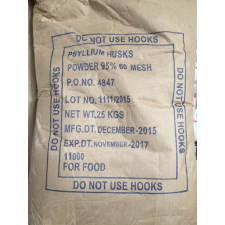 DO NOT USE HOOKS
PSYLLIUM HUSKS
POWDER 95% 60 MESH
P.O.NO. 4847
LOT NO. 1111/2015
NET WT.25 KGS
MFG.DT. DECEMBER-2015
EXP.DT. NOVEMBER-2017
11000
FOR FOOD
DO NOT USE HOOKS
DO NOT USE HOOKS
DO NOT USE HOOKS